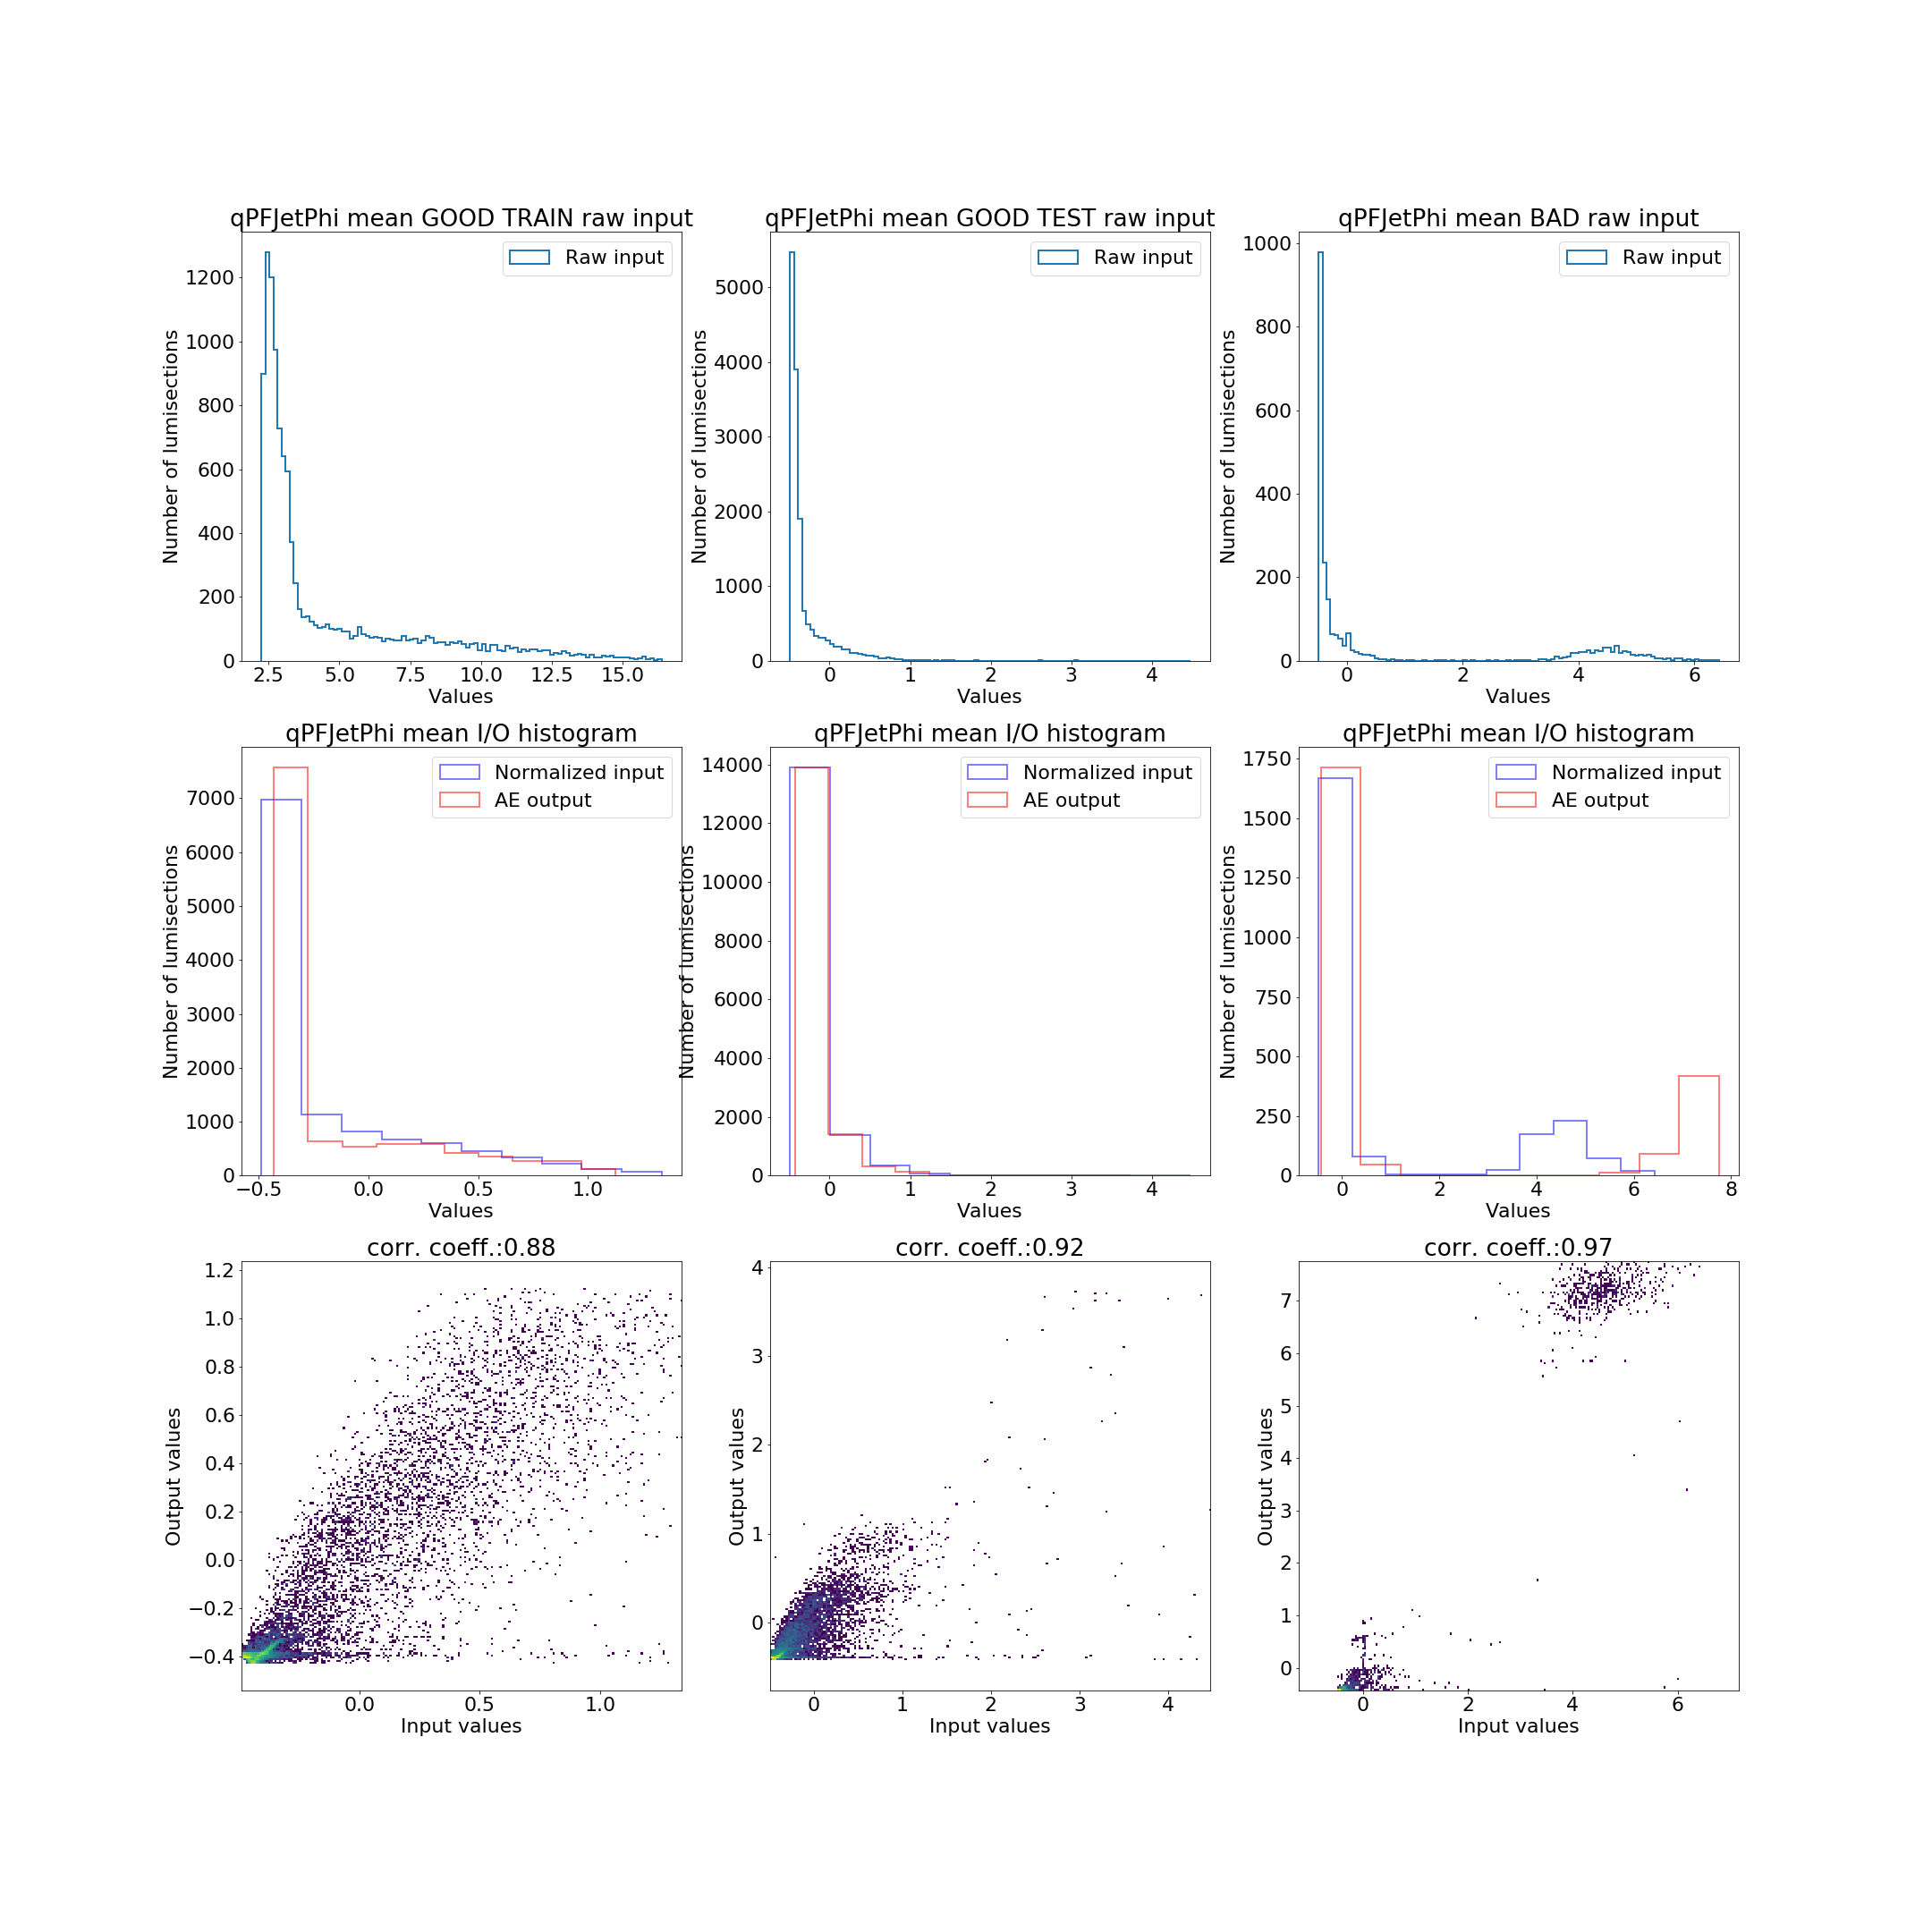 qPFJetPhi mean GOOD TRAIN raw input
Raw input
Number of lumisections
1200
1000
800
600
400
200
0
2.5 5.0 7.5 10.0 12.5 15.0
Values
qPFJetPhi mean GOOD TEST raw input
Raw input
Number of lumisections
5000
4000
3000
2000
1000
0
0 1 2 3 4
Values
qPFJetPhi mean BAD raw input
Raw input
Number of lumisections
1000
800
600
400
200
0
0 2 4 6
Values
qPFJetPhi mean I/O histogram
Normalized input
AE output
Number of lumisections
7000
6000
5000
4000
3000
2000
1000
0
−0.5 0.0 0.5 1.0
Values
qPFJetPhi mean I/O histogram
Normalized input
AE output
Number of lumisections
14000
12000
10000
8000
6000
4000
2000
0
0 1 2 3 4
Values
qPFJetPhi mean I/O histogram
Normalized input
AE output
Number of lumisections
1750
1500
1250
1000
750
500
250
0
0 2 4 6 8
Values
corr. coeff.:0.88
Output values
1.2
1.0
0.8
0.6
0.4
0.2
0.0
−0.2
−0.4
0.0 0.5 1.0
Input values
corr. coeff.:0.92
Output values
4
3
2
1
0
0 1 2 3 4
Input values
corr. coeff.:0.97
Output values
7
6
5
4
3
2
1
0
0 2 4 6
Input values